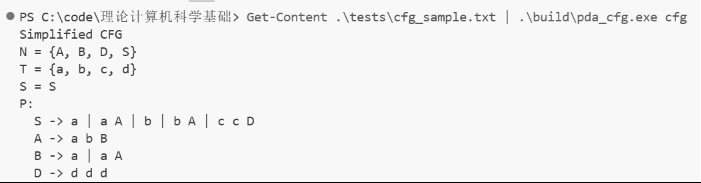 PS C:\code\理论计算机科学基础> Get-Content .\tests\cfg_sample.txt | .\build\pda_cfg.exe cfg
Simplified CFG
N = {A, B, D, S}
T = {a, b, c, d}
S = S
P:
  S -> a | a A | b | b A | c c D
  A -> a b B
  B -> a | a A
  D -> d d d